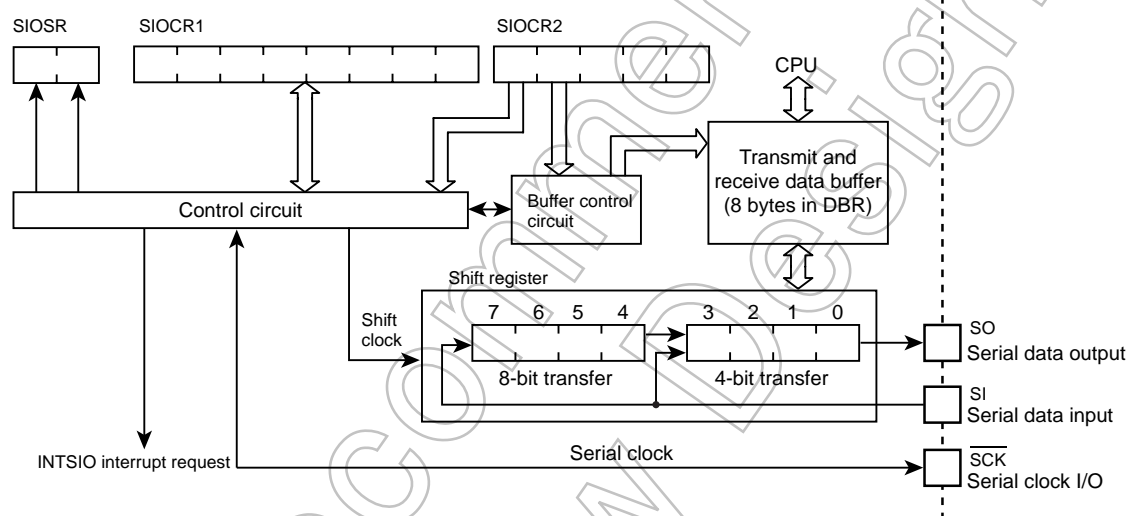 SIOSR
SIOCR1
SIOCR2
CPU
Transmit and
receive data buffer
(8 bytes in DBR)
Control circuit
Buffer control
circuit
Shift register
7 6 5 4 3 2 1 0
Shift
clock
8-bit transfer
4-bit transfer
SO
Serial data output
SI
Serial data input
INTSIO interrupt request
Serial clock
SCK
Serial clock I/O